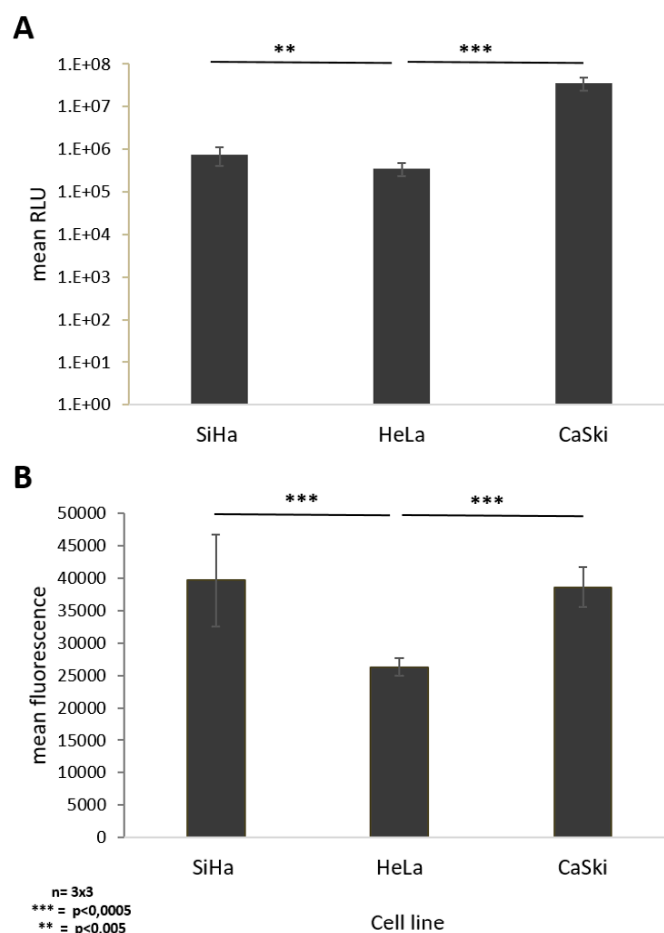 A
** ***
1.E+08
1.E+07
1.E+06
1.E+05
1.E+04
1.E+03
1.E+02
1.E+01
1.E+00
mean RLU
SiHa HeLa CaSki
B
*** ***
50000
45000
40000
35000
30000
25000
20000
15000
10000
5000
0
mean fluorescence
SiHa HeLa CaSki
n= 3x3
*** = p<0,0005
** = p<0,005
Cell line